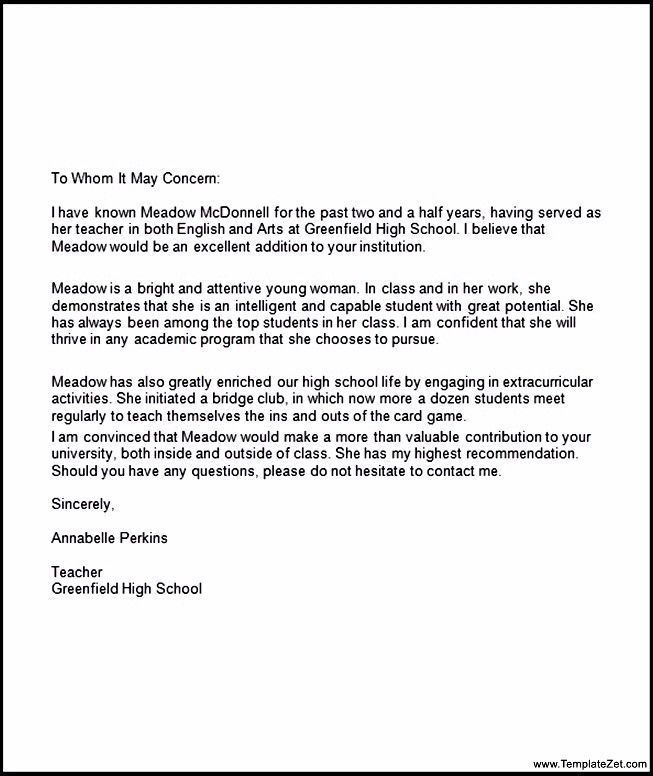 To Whom It May Concern:
I have known Meadow McDonnell for the past two and a half years, having served as
her teacher in both English and Arts at Greenfield High School. I believe that
Meadow would be an excellent addition to your institution.
Meadow is a bright and attentive young woman. In class and in her work, she
demonstrates that she is an intelligent and capable student with great potential. She
has always been among the top students in her class. I am confident that she will
thrive in any academic program that she chooses to pursue.
Meadow has also greatly enriched our high school life by engaging in extracurricular
activities. She initiated a bridge club, in which now more a dozen students meet
regularly to teach themselves the ins and outs of the card game.
I am convinced that Meadow would make a more than valuable contribution to your
university, both inside and outside of class. She has my highest recommendation.
Should you have any questions, please do not hesitate to contact me.
Sincerely,
Annabelle Perkins
Teacher
Greenfield High School
www.TemplateZet.com